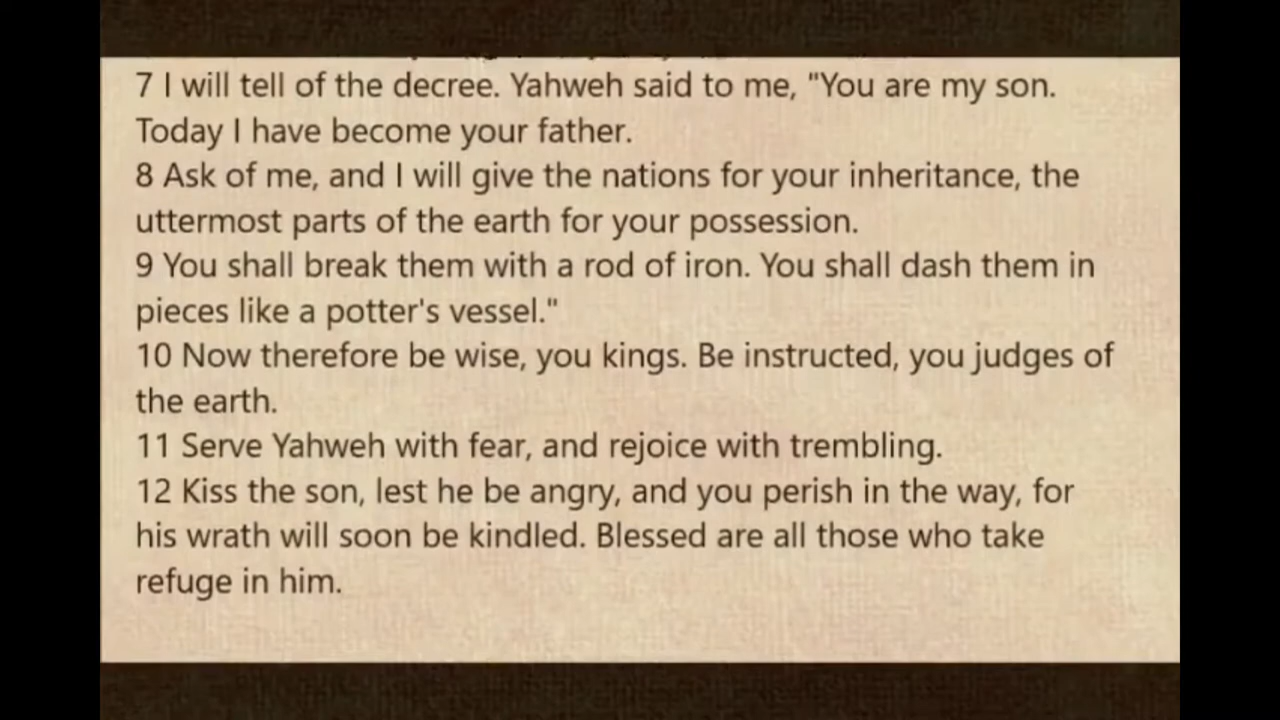 7 I will tell of the decree. Yahweh said to me, "You are my son.
Today I have become your father.
8 Ask of me, and I will give the nations for your inheritance, the
uttermost parts of the earth for your possession.
9 You shall break them with a rod of iron. You shall dash them in
pieces like a potter's vessel."
10 Now therefore be wise, you kings. Be instructed, you judges of
the earth.
11 Serve Yahweh with fear, and rejoice with trembling.
12 Kiss the son, lest he be angry, and you perish in the way, for
his wrath will soon be kindled. Blessed are all those who take
refuge in him.